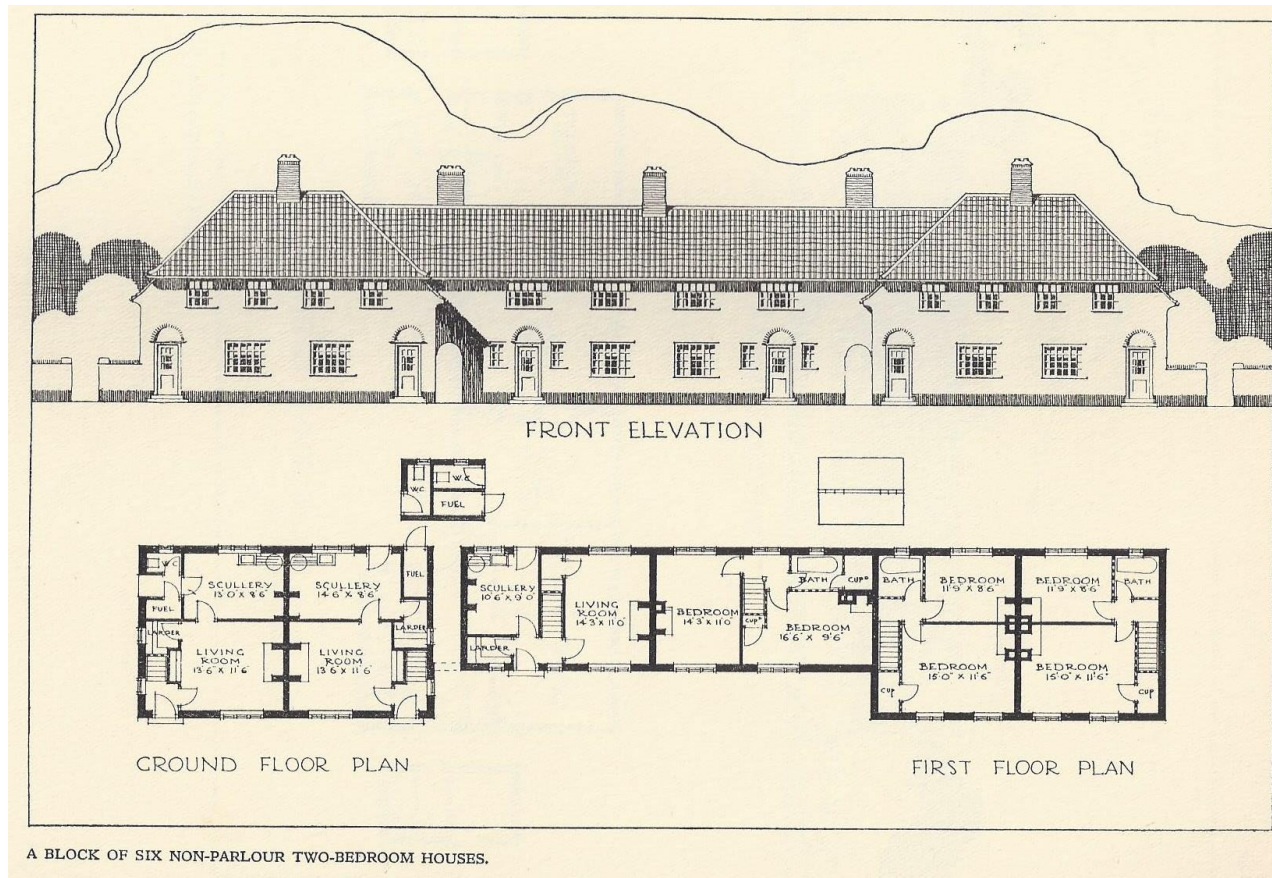 FRONT ELEVATION
W.C
W.C
FUEL
W.C
FUEL
LARDER
SCULLERY
13'0" X 8'6"
SCULLERY
14'6" X 8'6"
FUEL
LARDER
LIVING
ROOM
13'6" X 11'6"
LIVING
ROOM
13'6" X 11'6"
SCULLERY
10'6" X 9'0"
LARDER
LIVING
ROOM
14'3" X 11'0"
BEDROOM
14'3" X 11'0"
CUPD
BATH
CUPD
BEDROOM
16'6" X 9'6"
BATH
BEDROOM
11'9" X 8'6"
BEDROOM
11'9" X 8'6"
BATH
BEDROOM
15'0" X 11'6"
BEDROOM
15'0" X 11'6"
CUP
CUP
GROUND FLOOR PLAN
FIRST FLOOR PLAN
A BLOCK OF SIX NON-PARLOUR TWO-BEDROOM HOUSES.